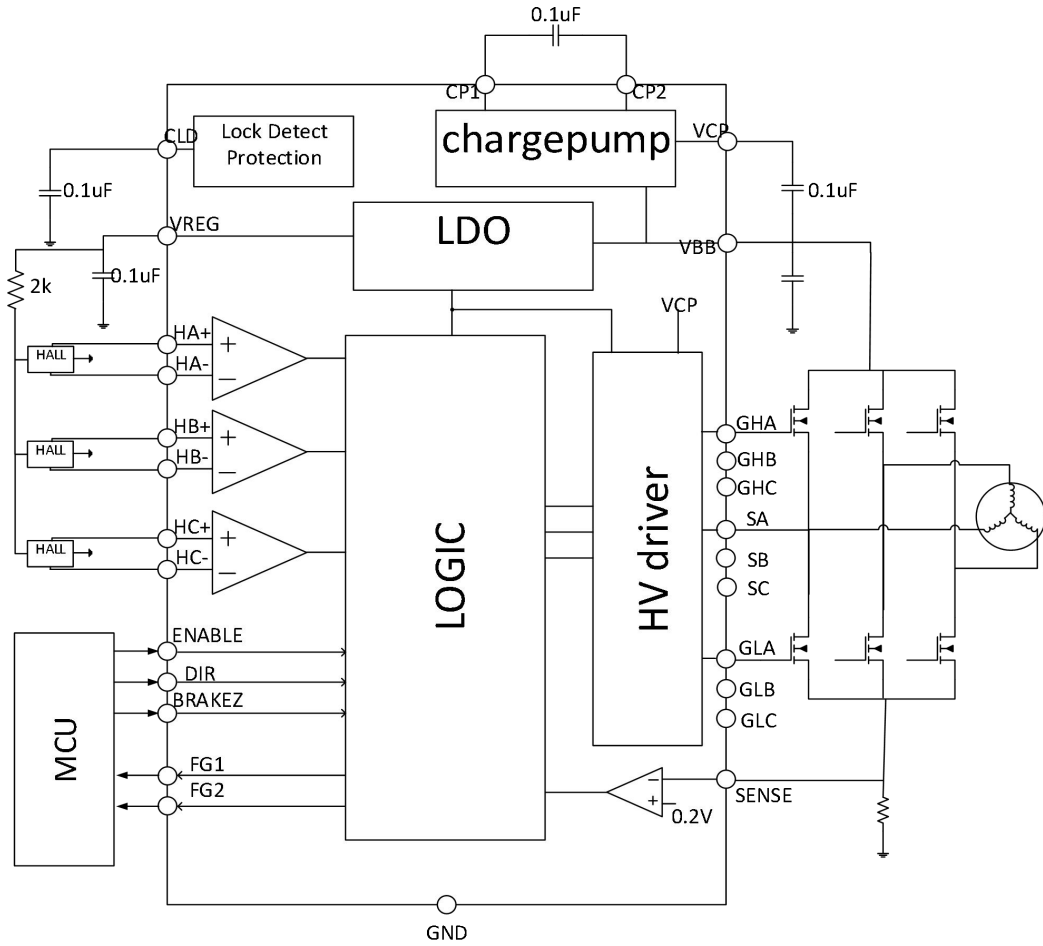 0.1uF
CP1
CP2
CLD
Lock Detect
Protection
chargepump
VCP
0.1uF
0.1uF
VREG
LDO
VBB
0.1uF
2k
VCP
HALL
HA+
+
HA-
−
HALL
HB+
+
HB-
−
HALL
HC+
+
HC-
−
LOGIC
HV driver
GHA
GHB
GHC
SA
SB
SC
GLA
GLB
GLC
MCU
ENABLE
DIR
BRAKEZ
FG1
FG2
−
+
0.2V
SENSE
GND